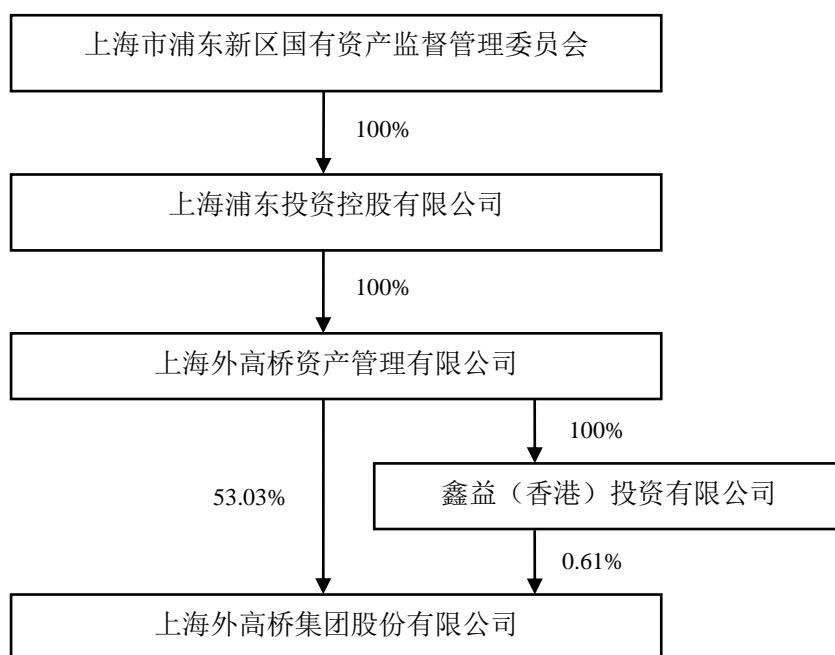 上海市浦东新区国有资产监督管理委员会
100%
上海浦东投资控股有限公司
100%
上海外高桥资产管理有限公司
100%
53.03%
鑫益（香港）投资有限公司
0.61%
上海外高桥集团股份有限公司